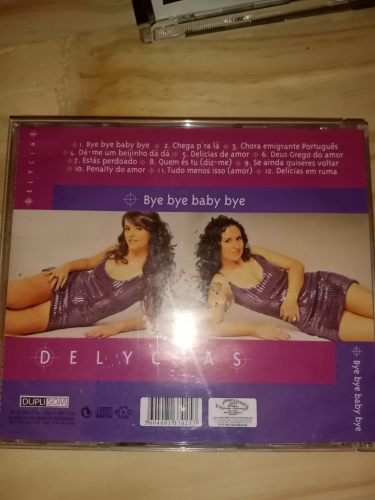 DELYCIAS
1. Bye bye baby bye 2. Chega p'ra lá 3. Chora emigrante Português
4. Dá-me um beijinho dá dá 5. Delícias de amor 6. Deus Grego do amor
7. Estás perdoado 8. Quem és tu (diz-me) 9. Se ainda quiseres voltar
10. Penalty do amor 11. Tudo menos isso (amor) 12. Delícias em ruma
Bye bye baby bye
DELYCIAS
Bye bye baby bye
DUPLISOM